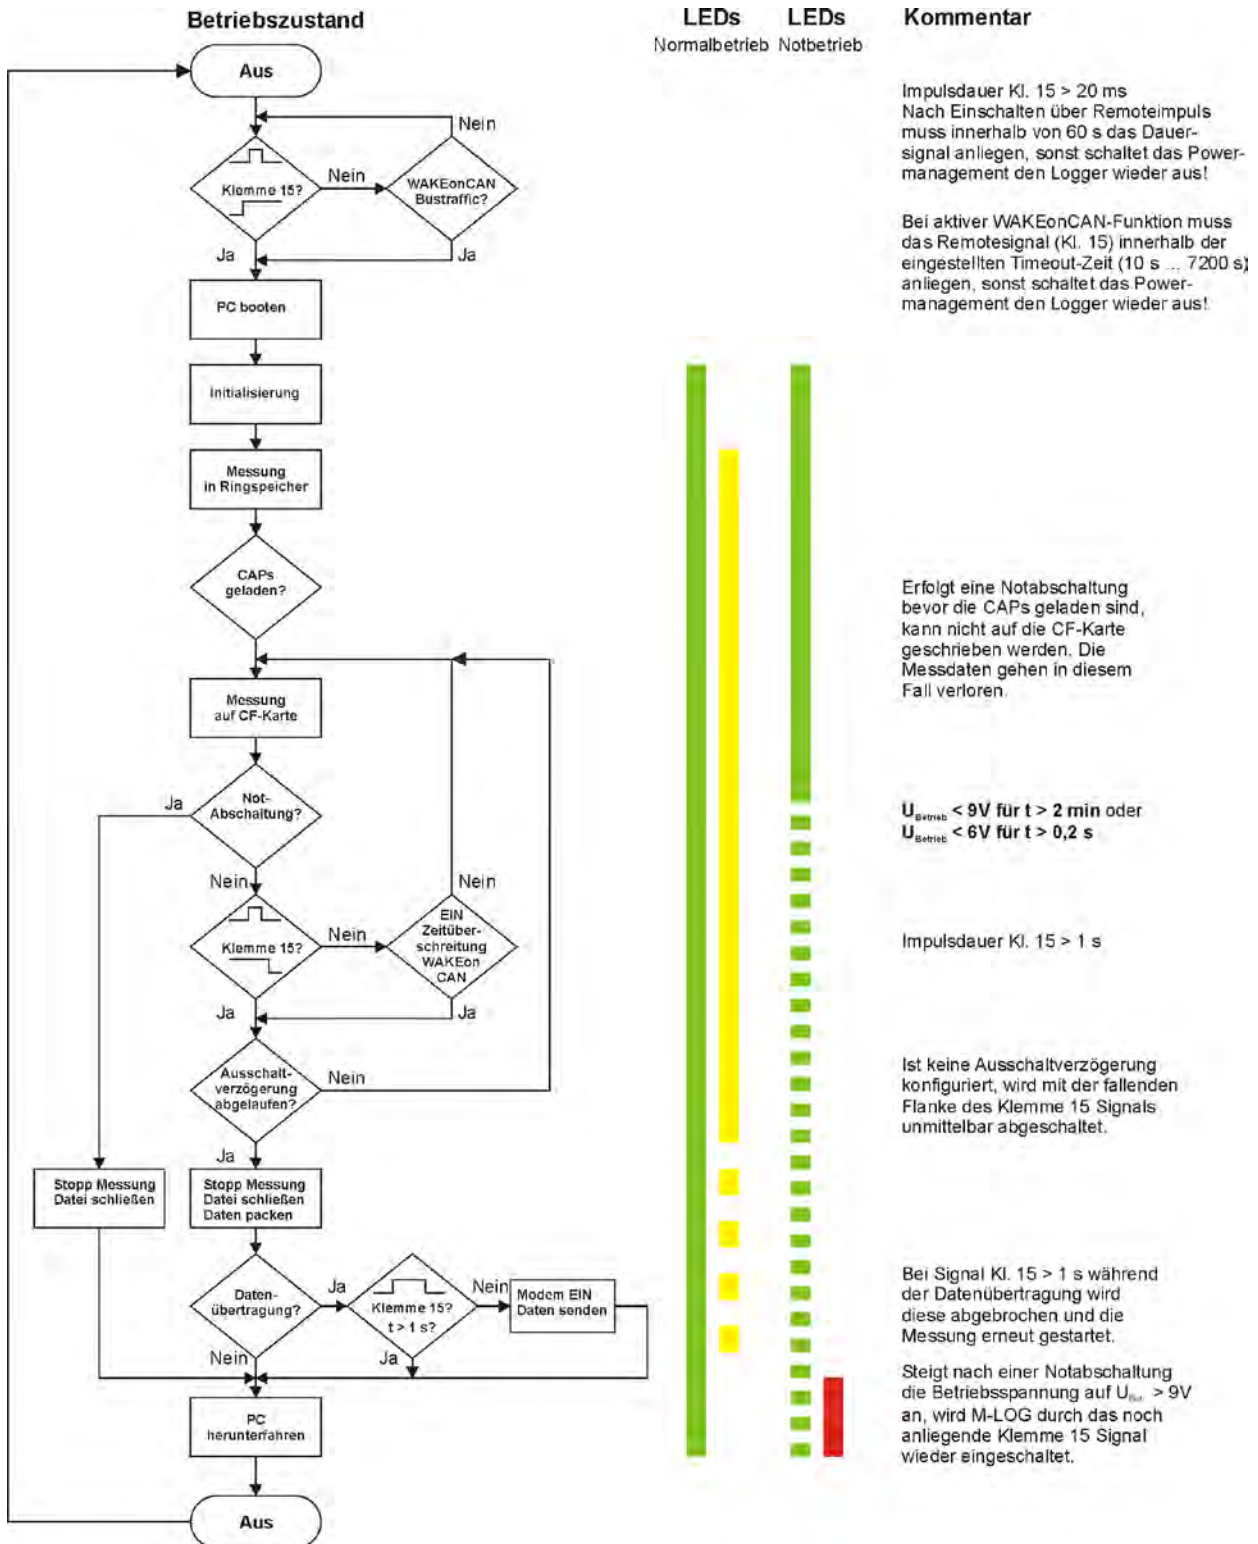 Betriebszustand
LEDs
LEDs
Kommentar
Normalbetrieb
Notbetrieb
Aus
Impulsdauer Kl. 15 > 20 ms
Nach Einschalten über Remoteimpuls
muss innerhalb von 60 s das Dauer-
signal anliegen, sonst schaltet das Power-
management den Logger wieder aus!
Nein
Klemme 15?
Nein
WAKEonCAN
Bustraffic?
Ja
Ja
Bei aktiver WAKEonCAN-Funktion muss
das Remotesignal (Kl. 15) innerhalb der
eingestellten Timeout-Zeit (10 s ... 7200 s)
anliegen, sonst schaltet das Power-
management den Logger wieder aus!
PC booten
Initialisierung
Messung
in Ringspeicher
CAPs
geladen?
Erfolgt eine Notabschaltung
bevor die CAPs geladen sind,
kann nicht auf die CF-Karte
geschrieben werden. Die
Messdaten gehen in diesem
Fall verloren.
Messung
auf CF-Karte
Ja
Not-
Abschaltung?
U Betrieb < 9V für t > 2 min oder
U Betrieb < 6V für t > 0,2 s
Nein
Nein
Klemme 15?
Nein
EIN
Zeitüber-
schreitung
WAKEon
CAN
Impulsdauer Kl. 15 > 1 s
Ja
Ja
Ausschalt-
verzögerung
abgelaufen?
Nein
Ist keine Ausschaltverzögerung
konfiguriert, wird mit der fallenden
Flanke des Klemme 15 Signals
unmittelbar abgeschaltet.
Ja
Stopp Messung
Datei schließen
Stopp Messung
Datei schließen
Daten packen
Daten-
übertragung?
Ja
Klemme 15?
t > 1 s?
Nein
Modem EIN
Daten senden
Bei Signal Kl. 15 > 1 s während
der Datenübertragung wird
diese abgebrochen und die
Messung erneut gestartet.
Nein
Ja
Steigt nach einer Notabschaltung
die Betriebsspannung auf U > 9V
an, wird M-LOG durch das noch
anliegende Klemme 15 Signal
wieder eingeschaltet.
PC
herunterfahren
Aus